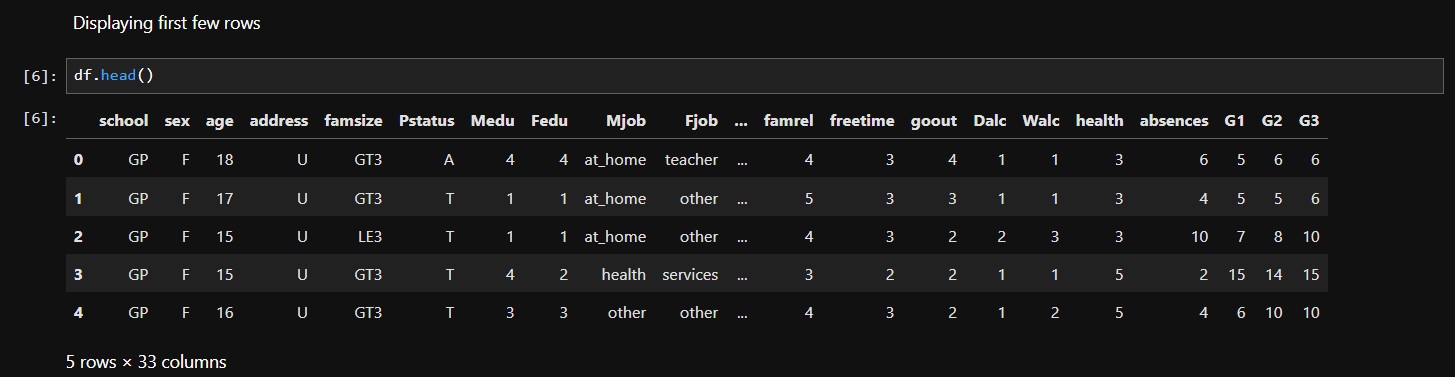 Displaying first few rows
[6]: df.head()
[6]: school sex age address famsize Pstatus Medu Fedu Mjob Fjob ... famrel freetime goout Dalc Walc health absences G1 G2 G3
0 GP F 18 U GT3 A 4 4 at_home teacher ... 4 3 4 1 1 3 6 5 6 6
1 GP F 17 U GT3 T 1 1 at_home other ... 5 3 3 1 1 3 4 5 5 6
2 GP F 15 U LE3 T 1 1 at_home other ... 4 3 2 2 3 3 10 7 8 10
3 GP F 15 U GT3 T 4 2 health services ... 3 2 2 1 1 5 2 15 14 15
4 GP F 16 U GT3 T 3 3 other other ... 4 3 2 1 2 5 4 6 10 10
5 rows × 33 columns